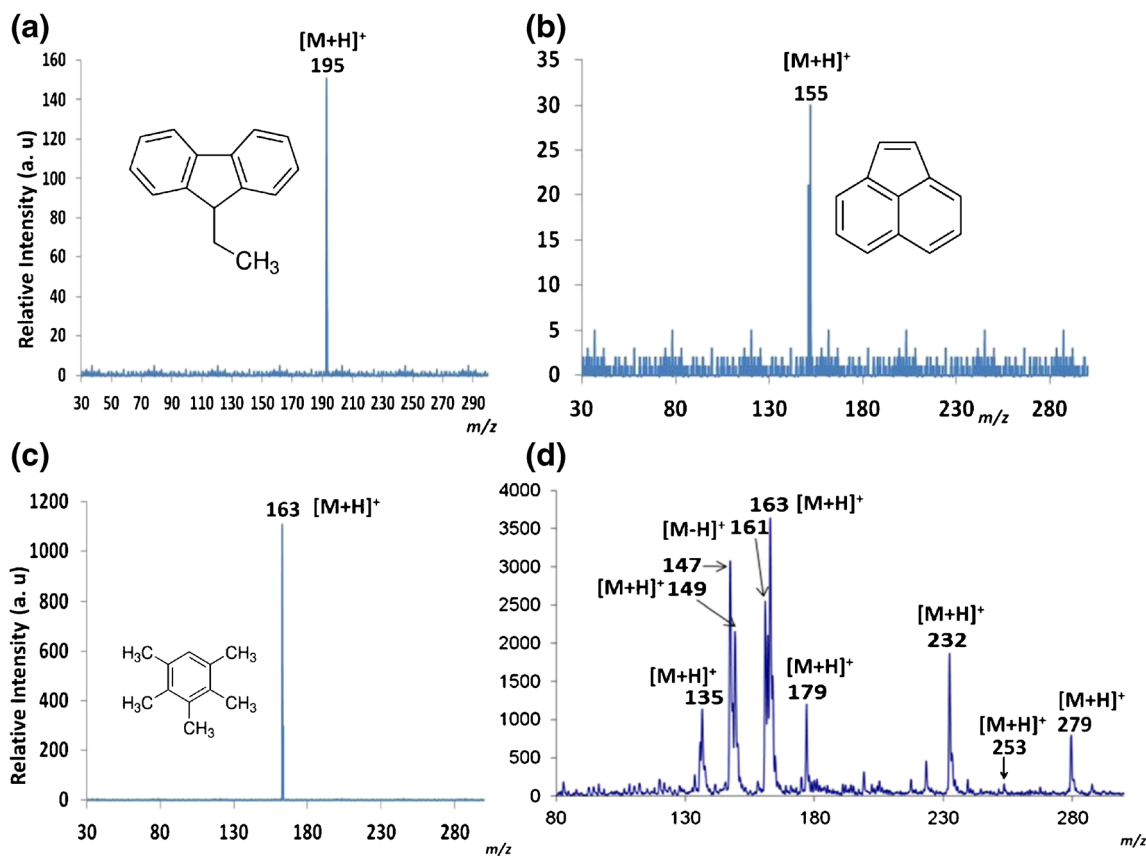 (a)
[M+H]⁺
195
160
140
120
100
80
60
40
20
0
Relative Intensity (a. u)
CH₃
30 50 70 90 110 130 150 170 190 210 230 250 270 290
m/z
(b)
[M+H]⁺
155
35
30
25
20
15
10
5
0
30 80 130 180 230 280
m/z
(c)
163 [M+H]⁺
1200
1000
800
600
400
200
0
Relative Intensity (a. u)
H₃C CH₃
H₃C CH₃
CH₃
30 80 130 180 230 280
m/z
(d)
4000
3500
3000
2500
2000
1500
1000
500
0
163 [M+H]⁺
[M-H]⁺ 161
147
[M+H]⁺ 149
[M+H]⁺
135
[M+H]⁺
179
[M+H]⁺
232
[M+H]⁺
253
[M+H]⁺
279
80 130 180 230 280
m/z